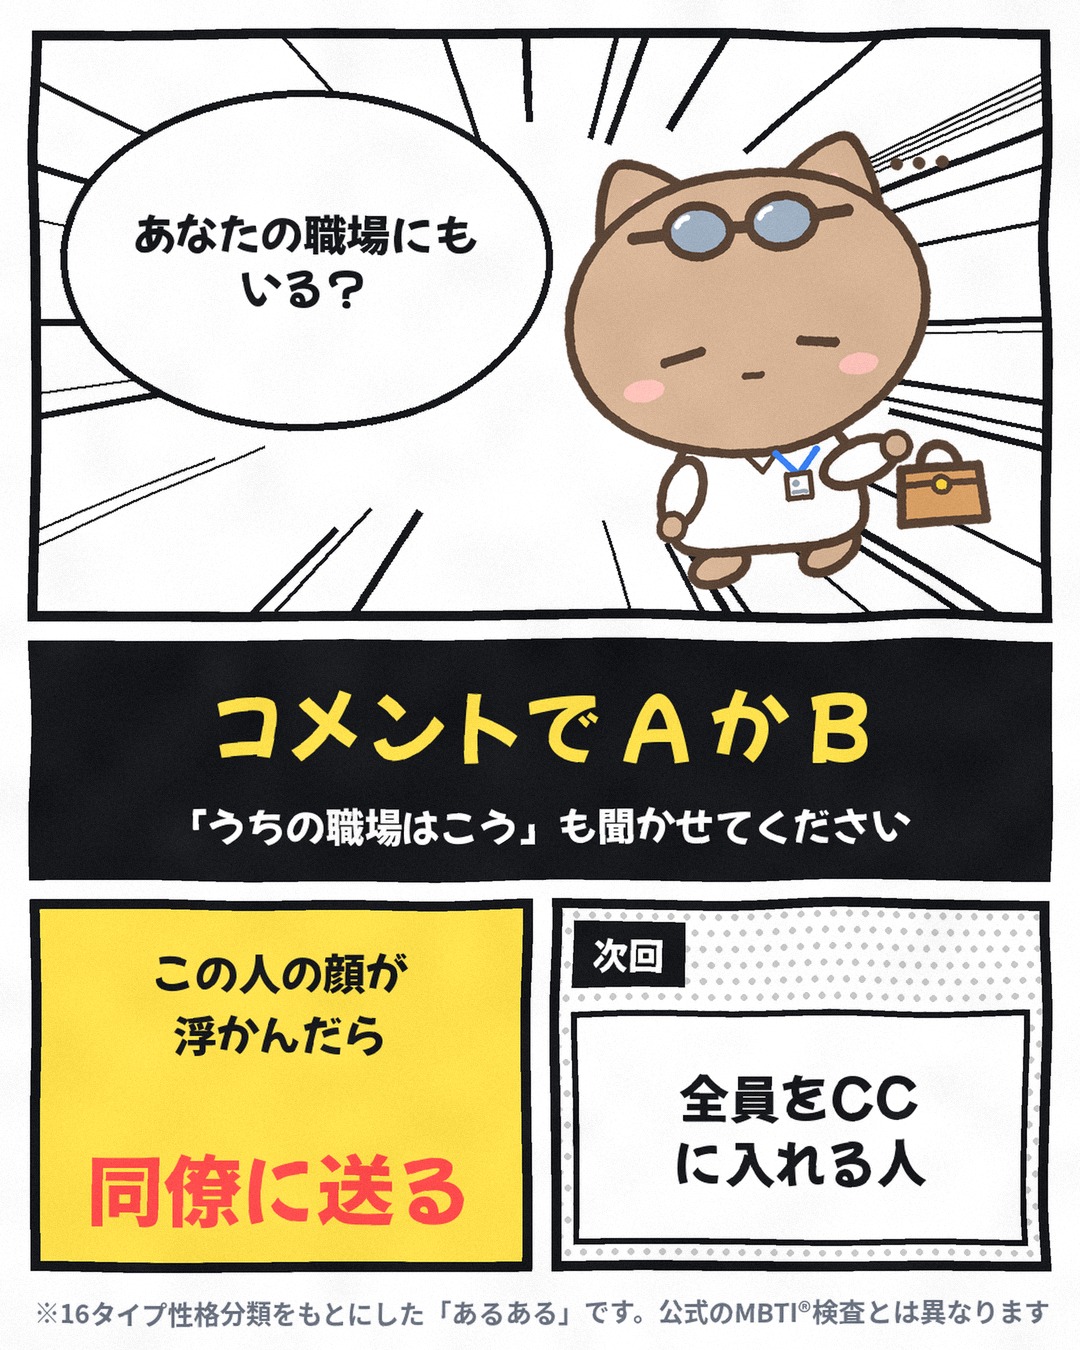 あなたの職場にも
いる？
コメントでAかB
「うちの職場はこう」も聞かせてください
この人の顔が
浮かんだら
同僚に送る
次回
全員をCC
に入れる人
※16タイプ性格分類をもとにした「あるある」です。公式のMBTI®検査とは異なります